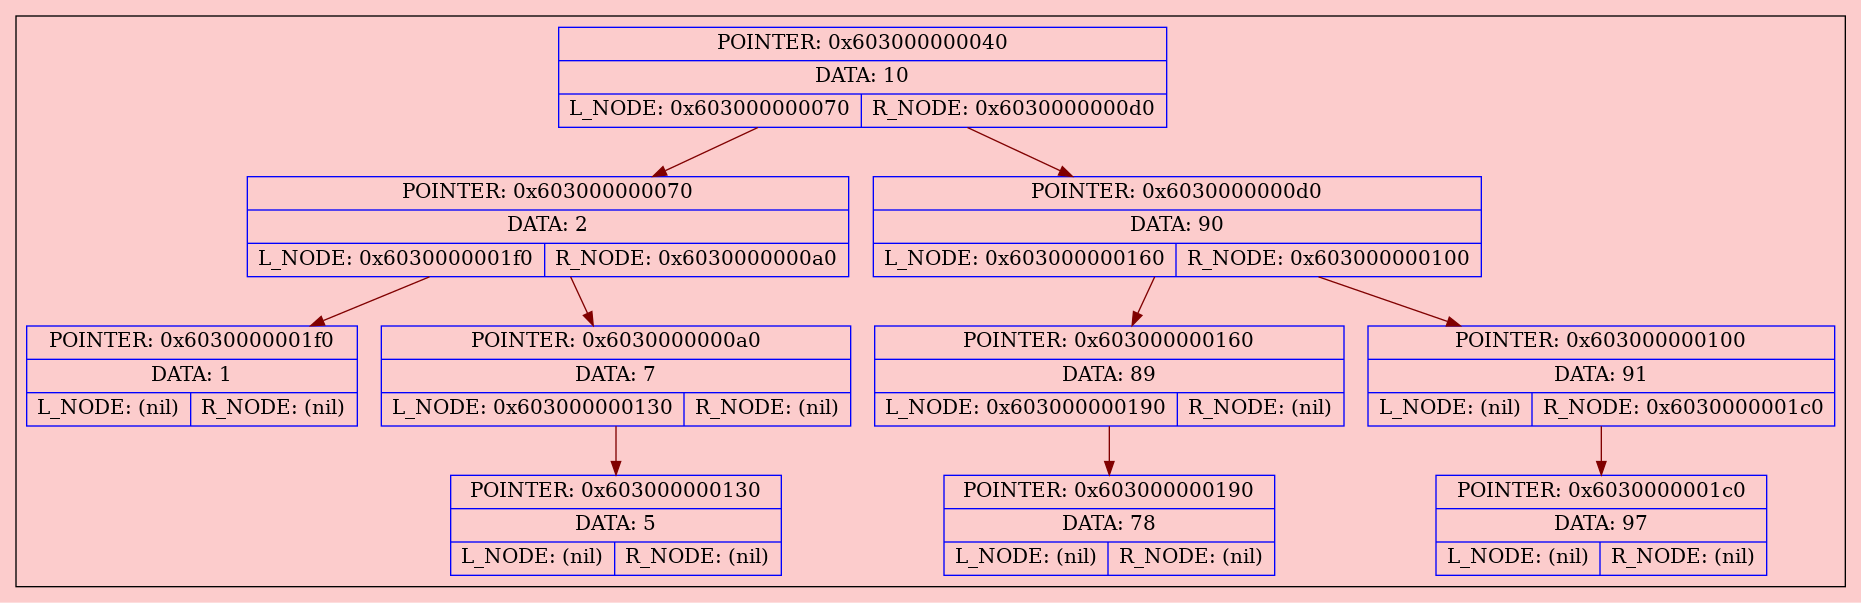 POINTER: 0x603000000040
DATA: 10
L_NODE: 0x603000000070 R_NODE: 0x6030000000d0
POINTER: 0x603000000070
DATA: 2
L_NODE: 0x6030000001f0 R_NODE: 0x6030000000a0
POINTER: 0x6030000000d0
DATA: 90
L_NODE: 0x603000000160 R_NODE: 0x603000000100
POINTER: 0x6030000001f0
DATA: 1
L_NODE: (nil) R_NODE: (nil)
POINTER: 0x6030000000a0
DATA: 7
L_NODE: 0x603000000130 R_NODE: (nil)
POINTER: 0x603000000160
DATA: 89
L_NODE: 0x603000000190 R_NODE: (nil)
POINTER: 0x603000000100
DATA: 91
L_NODE: (nil) R_NODE: 0x6030000001c0
POINTER: 0x603000000130
DATA: 5
L_NODE: (nil) R_NODE: (nil)
POINTER: 0x603000000190
DATA: 78
L_NODE: (nil) R_NODE: (nil)
POINTER: 0x6030000001c0
DATA: 97
L_NODE: (nil) R_NODE: (nil)